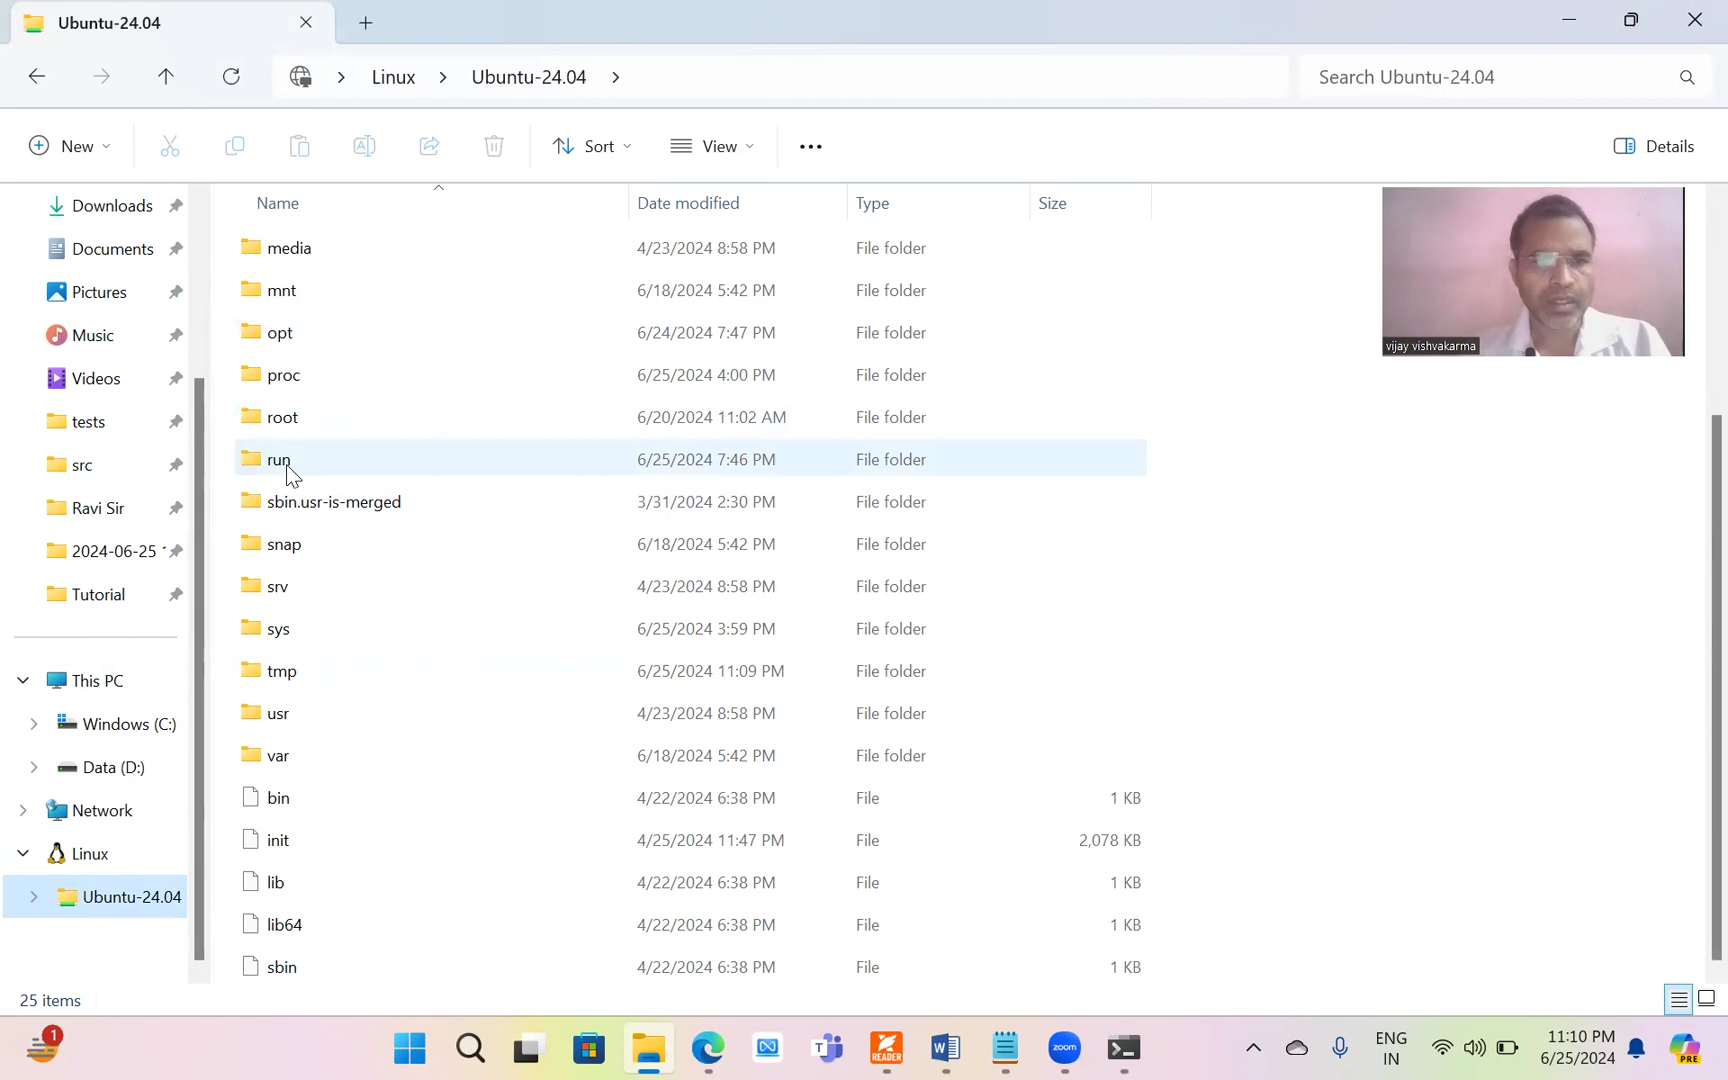 Ubuntu-24.04
Linux Ubuntu-24.04
Search Ubuntu-24.04
New
Sort
View
Details
Downloads
Documents
Pictures
Music
Videos
tests
src
Ravi Sir
2024-06-25
Tutorial
This PC
Windows (C:)
Data (D:)
Network
Linux
Ubuntu-24.04
Name Date modified Type Size
media 4/23/2024 8:58 PM File folder
mnt 6/18/2024 5:42 PM File folder
opt 6/24/2024 7:47 PM File folder
proc 6/25/2024 4:00 PM File folder
root 6/20/2024 11:02 AM File folder
run 6/25/2024 7:46 PM File folder
sbin.usr-is-merged 3/31/2024 2:30 PM File folder
snap 6/18/2024 5:42 PM File folder
srv 4/23/2024 8:58 PM File folder
sys 6/25/2024 3:59 PM File folder
tmp 6/25/2024 11:09 PM File folder
usr 4/23/2024 8:58 PM File folder
var 6/18/2024 5:42 PM File folder
bin 4/22/2024 6:38 PM File 1 KB
init 4/25/2024 11:47 PM File 2,078 KB
lib 4/22/2024 6:38 PM File 1 KB
lib64 4/22/2024 6:38 PM File 1 KB
sbin 4/22/2024 6:38 PM File 1 KB
vijay vishvakarma
25 items
1
READER
zoom
ENG
IN
11:10 PM
6/25/2024
PRE